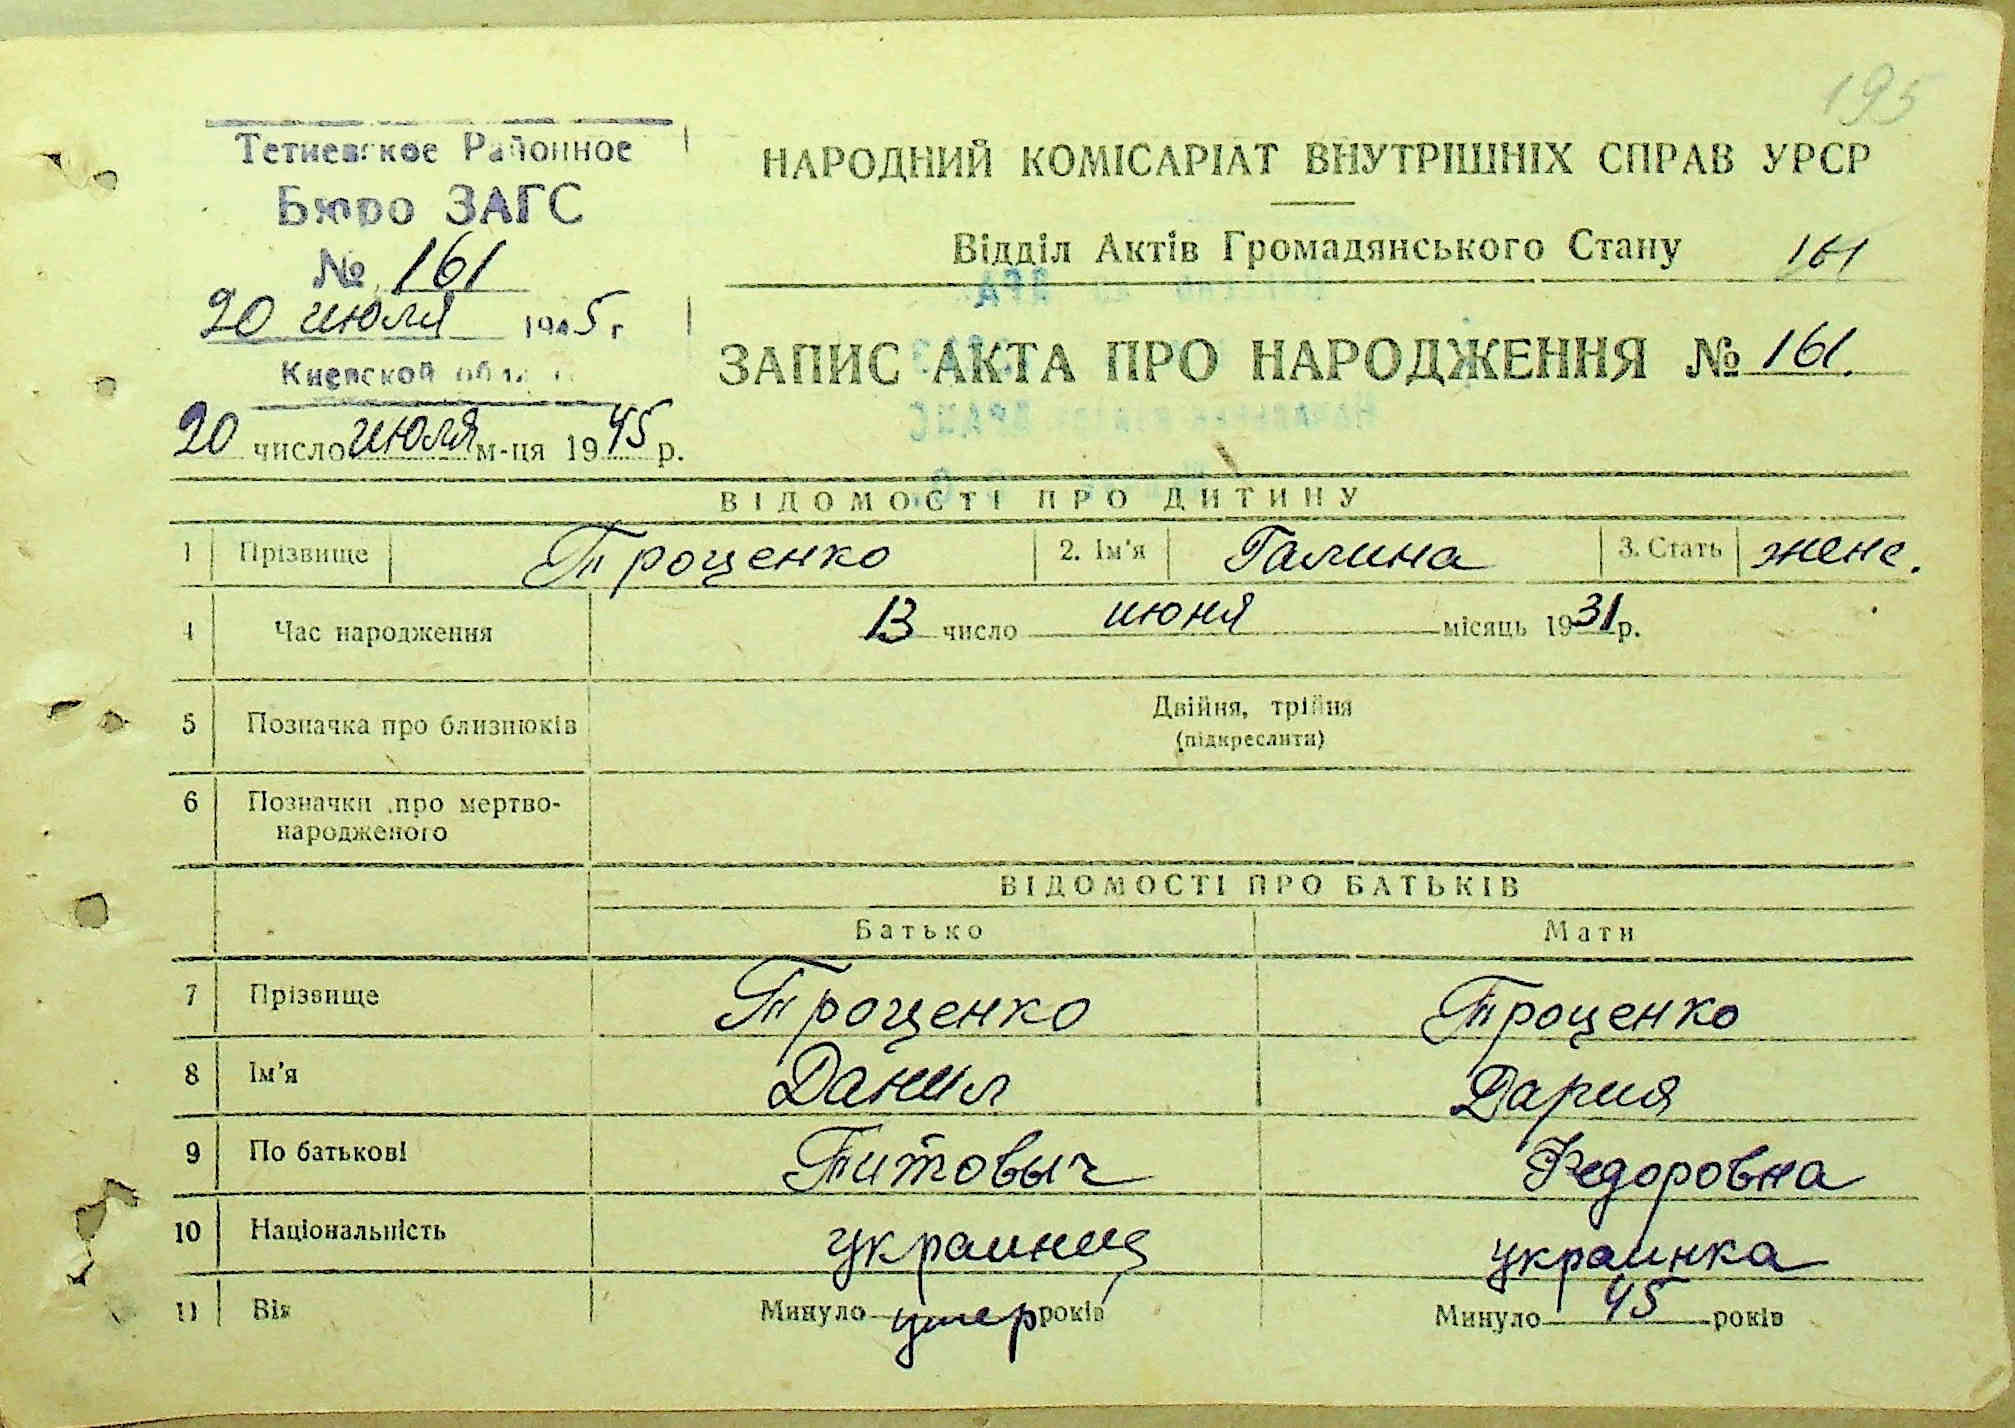 195
Тетиевское Районное
Бюро ЗАГС
№ 161
20 июля 1945 г
Киевской обл
20 число июля м-ця 1945 р.
НАРОДНИЙ КОМІСАРІАТ ВНУТРІШНІХ СПРАВ УРСР
Відділ Актів Громадянського Стану 161
ЗАПИС АКТА ПРО НАРОДЖЕННЯ № 161.
ВІДОМОСТІ ПРО ДИТИНУ
1 Прізвище Троценко 2. Ім'я Галина 3. Стать женс.
4 Час народження 13 число июня місяць 1931 р.
5 Позначка про близнюків Двійня, трійня
(підкреслити)
6 Позначки про мертво-
народженого
ВІДОМОСТІ ПРО БАТЬКІВ
Батько Мати
7 Прізвище Троценко Троценко
8 Ім'я Данил Дария
9 По батькові Титовыч Федоровна
10 Національність украинец украинка
11 Вік Минуло умер років Минуло 45 років